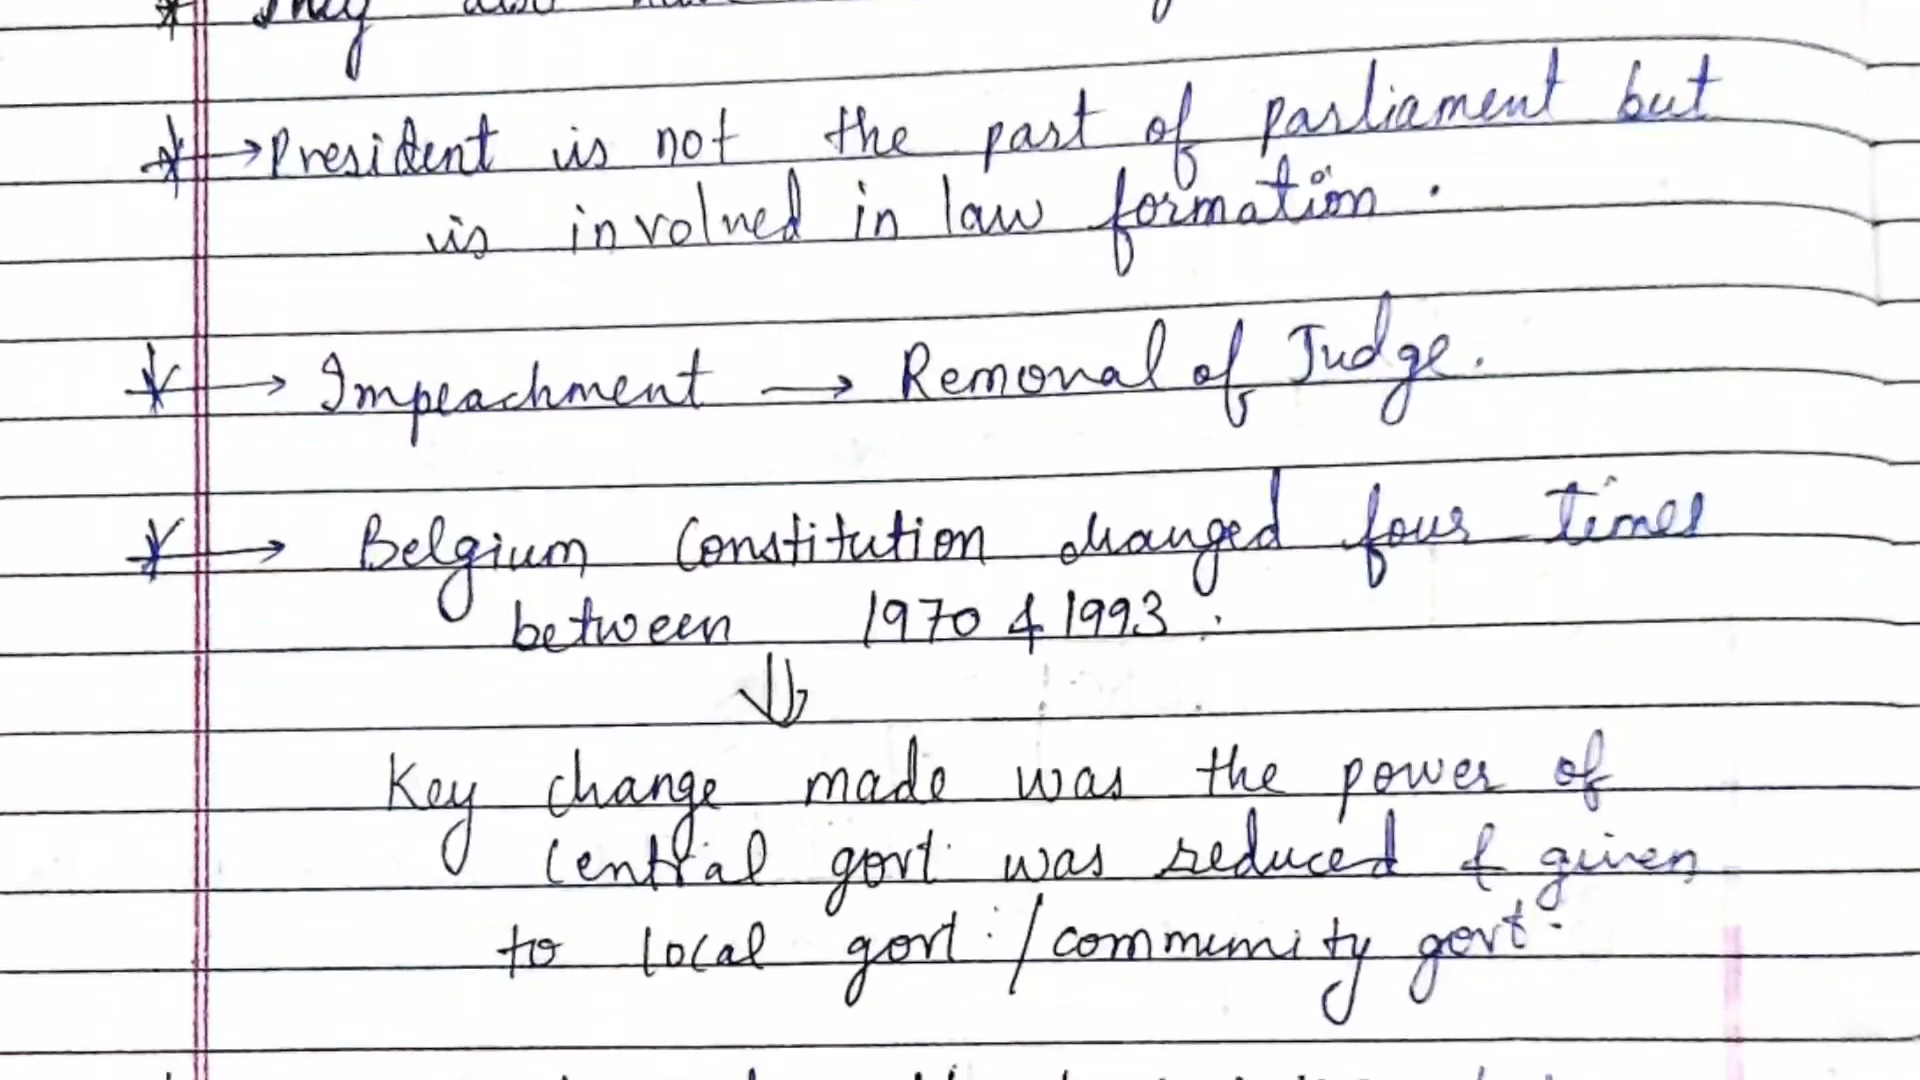 * They also
*→President is not the part of parliament but
is involved in law formation.
*→ Impeachment → Removal of Judge.
*→ Belgium Constitution changed four times
between 1970 & 1993.
⇓
Key change made was the power of
Central govt. was reduced & given
to local govt. / community govt.